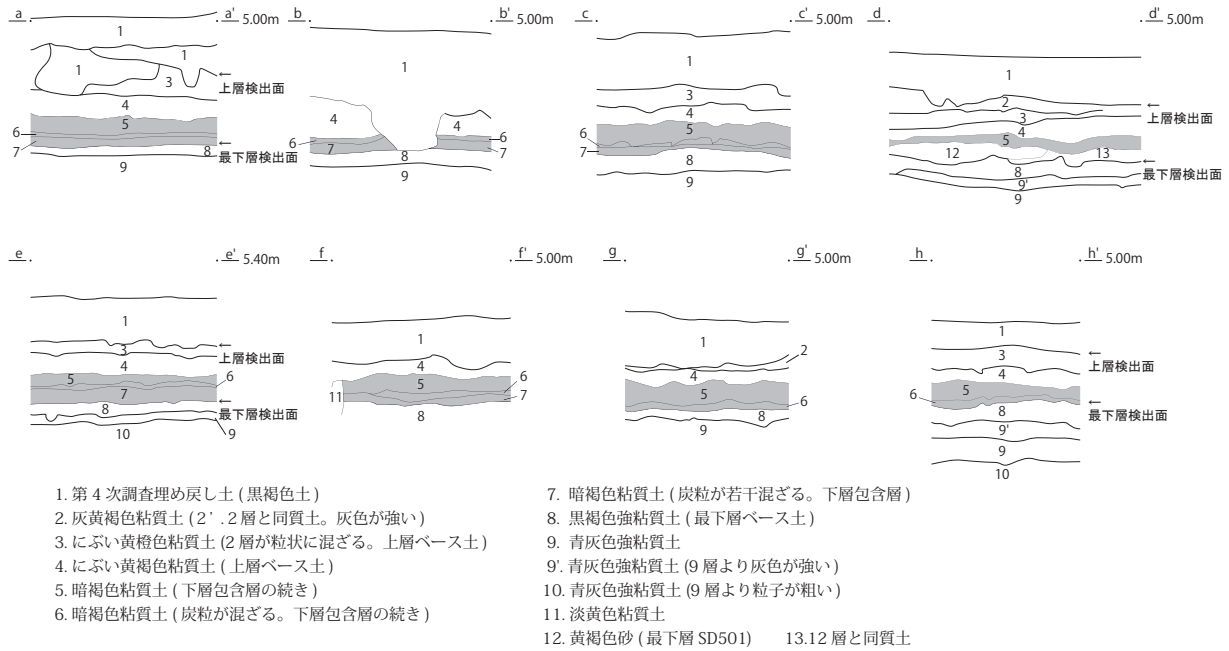 a a' 5.00m
1
1
1
3
←
上層検出面
4
5
6
7
←
8 最下層検出面
9
b b' 5.00m
1
4
4
6
6
7
7
8
5
9
c c' 5.00m
1
3
4
5
6
7
8
9
d d' 5.00m
1
2
←
上層検出面
3
4
5
12
13
←
最下層検出面
8
9'
9
e e' 5.40m
1
←
3
上層検出面
4
5
6
7
←
8
最下層検出面
10
9
f f' 5.00m
1
4
5
6
11
7
8
g g' 5.00m
1
2
4
5
6
8
9
h h' 5.00m
1
←
3
上層検出面
4
5
6
←
8
最下層検出面
9'
9
10
1. 第 4 次調査埋め戻し土 ( 黒褐色土 )
2. 灰黄褐色粘質土 ( 2’ . 2 層と同質土。灰色が強い )
3. にぶい黄橙色粘質土 (2 層が粒状に混ざる。上層ベース土 )
4. にぶい黄褐色粘質土 ( 上層ベース土 )
5. 暗褐色粘質土 ( 下層包含層の続き )
6. 暗褐色粘質土 ( 炭粒が混ざる。下層包含層の続き )
7. 暗褐色粘質土 ( 炭粒が若干混ざる。下層包含層 )
8. 黒褐色強粘質土 ( 最下層ベース土 )
9. 青灰色強粘質土
9'. 青灰色強粘質土 (9 層より灰色が強い )
10. 青灰色強粘質土 (9 層より粒子が粗い )
11. 淡黄色粘質土
12. 黄褐色砂 ( 最下層 SD501) 13.12 層と同質土